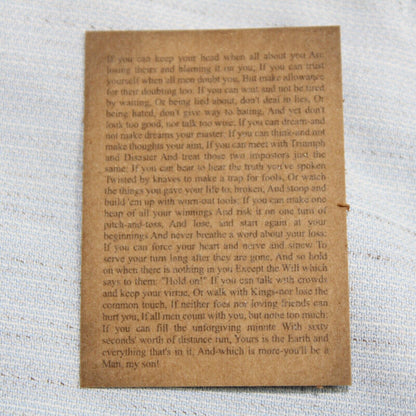 If you can keep your head when all about you Are
losing theirs and blaming it on you, If you can trust
yourself when all men doubt you, But make allowance
for their doubting too. If you can wait and not be tired
by waiting, Or being lied about, don't deal in lies, Or
being hated, don't give way to hating, And yet don't
look too good, nor talk too wise. If you can dream-and
not make dreams your master. If you can think-and not
make thoughts your aim, If you can meet with Triumph
and Disaster And treat those two impostors just the
same. If you can bear to hear the truth you've spoken
Twisted by knaves to make a trap for fools, Or watch
the things you gave your life to, broken, And stoop and
build 'em up with worn-out tools. If you can make one
heap of all your winnings And risk it on one turn of
pitch-and-toss, And lose, and start again at your
beginnings And never breathe a word about your loss;
If you can force your heart and nerve and sinew To
serve your turn long after they are gone, And so hold
on when there is nothing in you Except the Will which
says to them: "Hold on!" If you can talk with crowds
and keep your virtue, Or walk with Kings-nor lose the
common touch, If neither foes nor loving friends can
hurt you, If all men count with you, but none too much:
If you can fill the unforgiving minute With sixty
seconds' worth of distance run, Yours is the Earth and
everything that's in it, And-which is more-you'll be a
Man, my son!